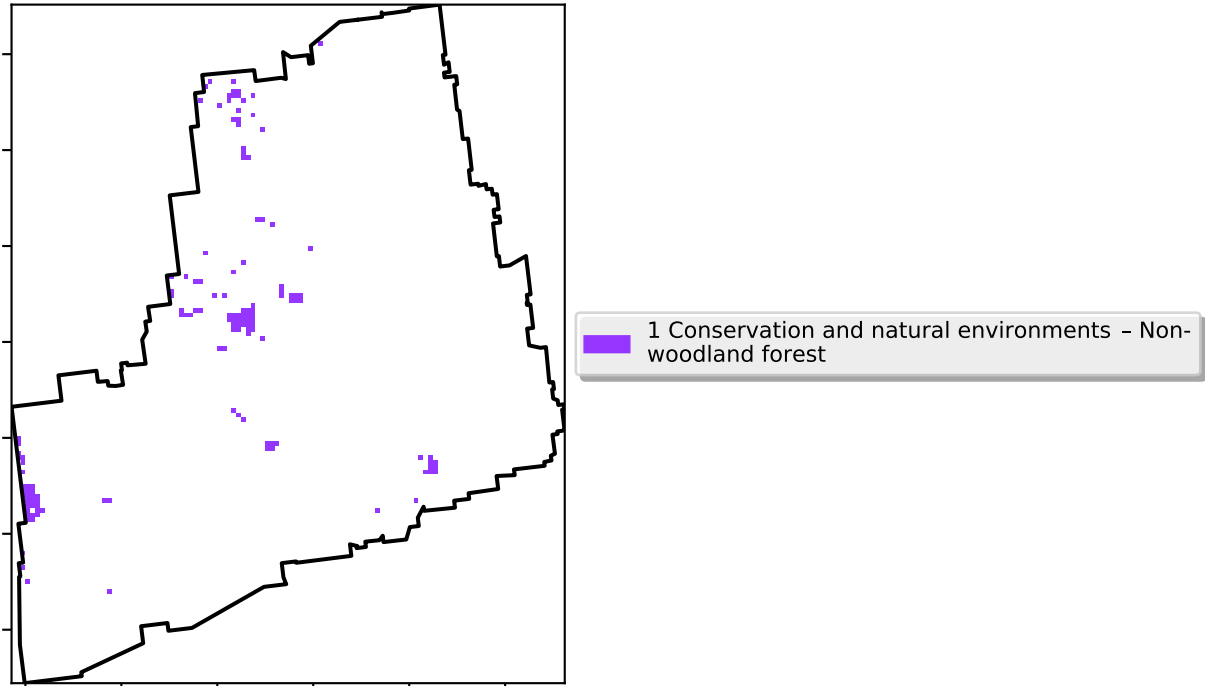 1 Conservation and natural environments – Non-
woodland forest